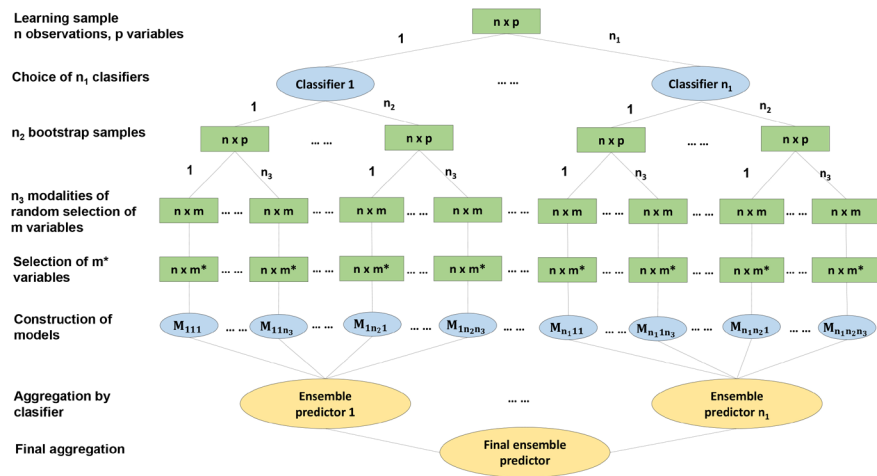 Learning sample
n observations, p variables
n x p
1
n₁
Choice of n₁ clasifiers
Classifier 1
... ...
Classifier n₁
1
n₂
1
n₂
n₂ bootstrap samples
n x p
... ...
n x p
n x p
... ...
n x p
1
n₃
1
n₃
1
n₃
1
n₃
n₃ modalities of
random selection of
m variables
n x m
... ...
n x m
... ...
n x m
... ...
n x m
... ...
n x m
... ...
n x m
... ...
n x m
... ...
n x m
Selection of m*
variables
n x m*
... ...
n x m*
... ...
n x m*
... ...
n x m*
... ...
n x m*
... ...
n x m*
... ...
n x m*
... ...
n x m*
Construction of
models
M₁₁₁
... ...
M₁₁n₃
... ...
M₁n₂₁
... ...
M₁n₂n₃
... ...
Mn₁₁₁
... ...
Mn₁₁n₃
... ...
Mn₁n₂₁
... ...
Mn₁n₂n₃
Aggregation by
clasifier
Ensemble
predictor 1
... ...
Ensemble
predictor n₁
Final aggregation
Final ensemble
predictor